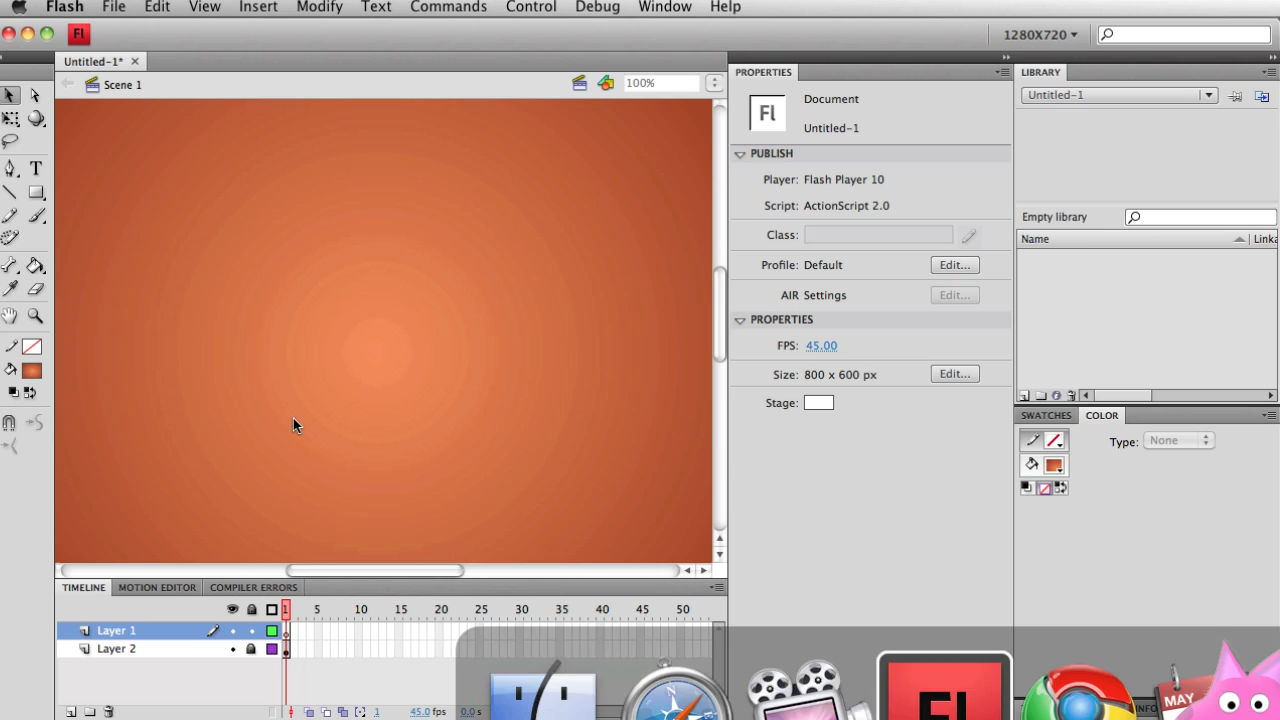 Flash File Edit View Insert Modify Text Commands Control Debug Window Help
Fl 1280X720
Untitled-1*
Scene 1 100%
PROPERTIES
Fl
Document
Untitled-1
PUBLISH
Player: Flash Player 10
Script: ActionScript 2.0
Class:
Profile: Default Edit...
AIR Settings Edit...
PROPERTIES
FPS: 45.00
Size: 800 x 600 px Edit...
Stage:
LIBRARY
Untitled-1
Empty library
Name Linka
SWATCHES COLOR
Type: None
TIMELINE MOTION EDITOR COMPILER ERRORS
1 5 10 15 20 25 30 35 40 45 50
Layer 1
Layer 2
1 45.0 fps 0.0 s
Fl
MAY
INFO